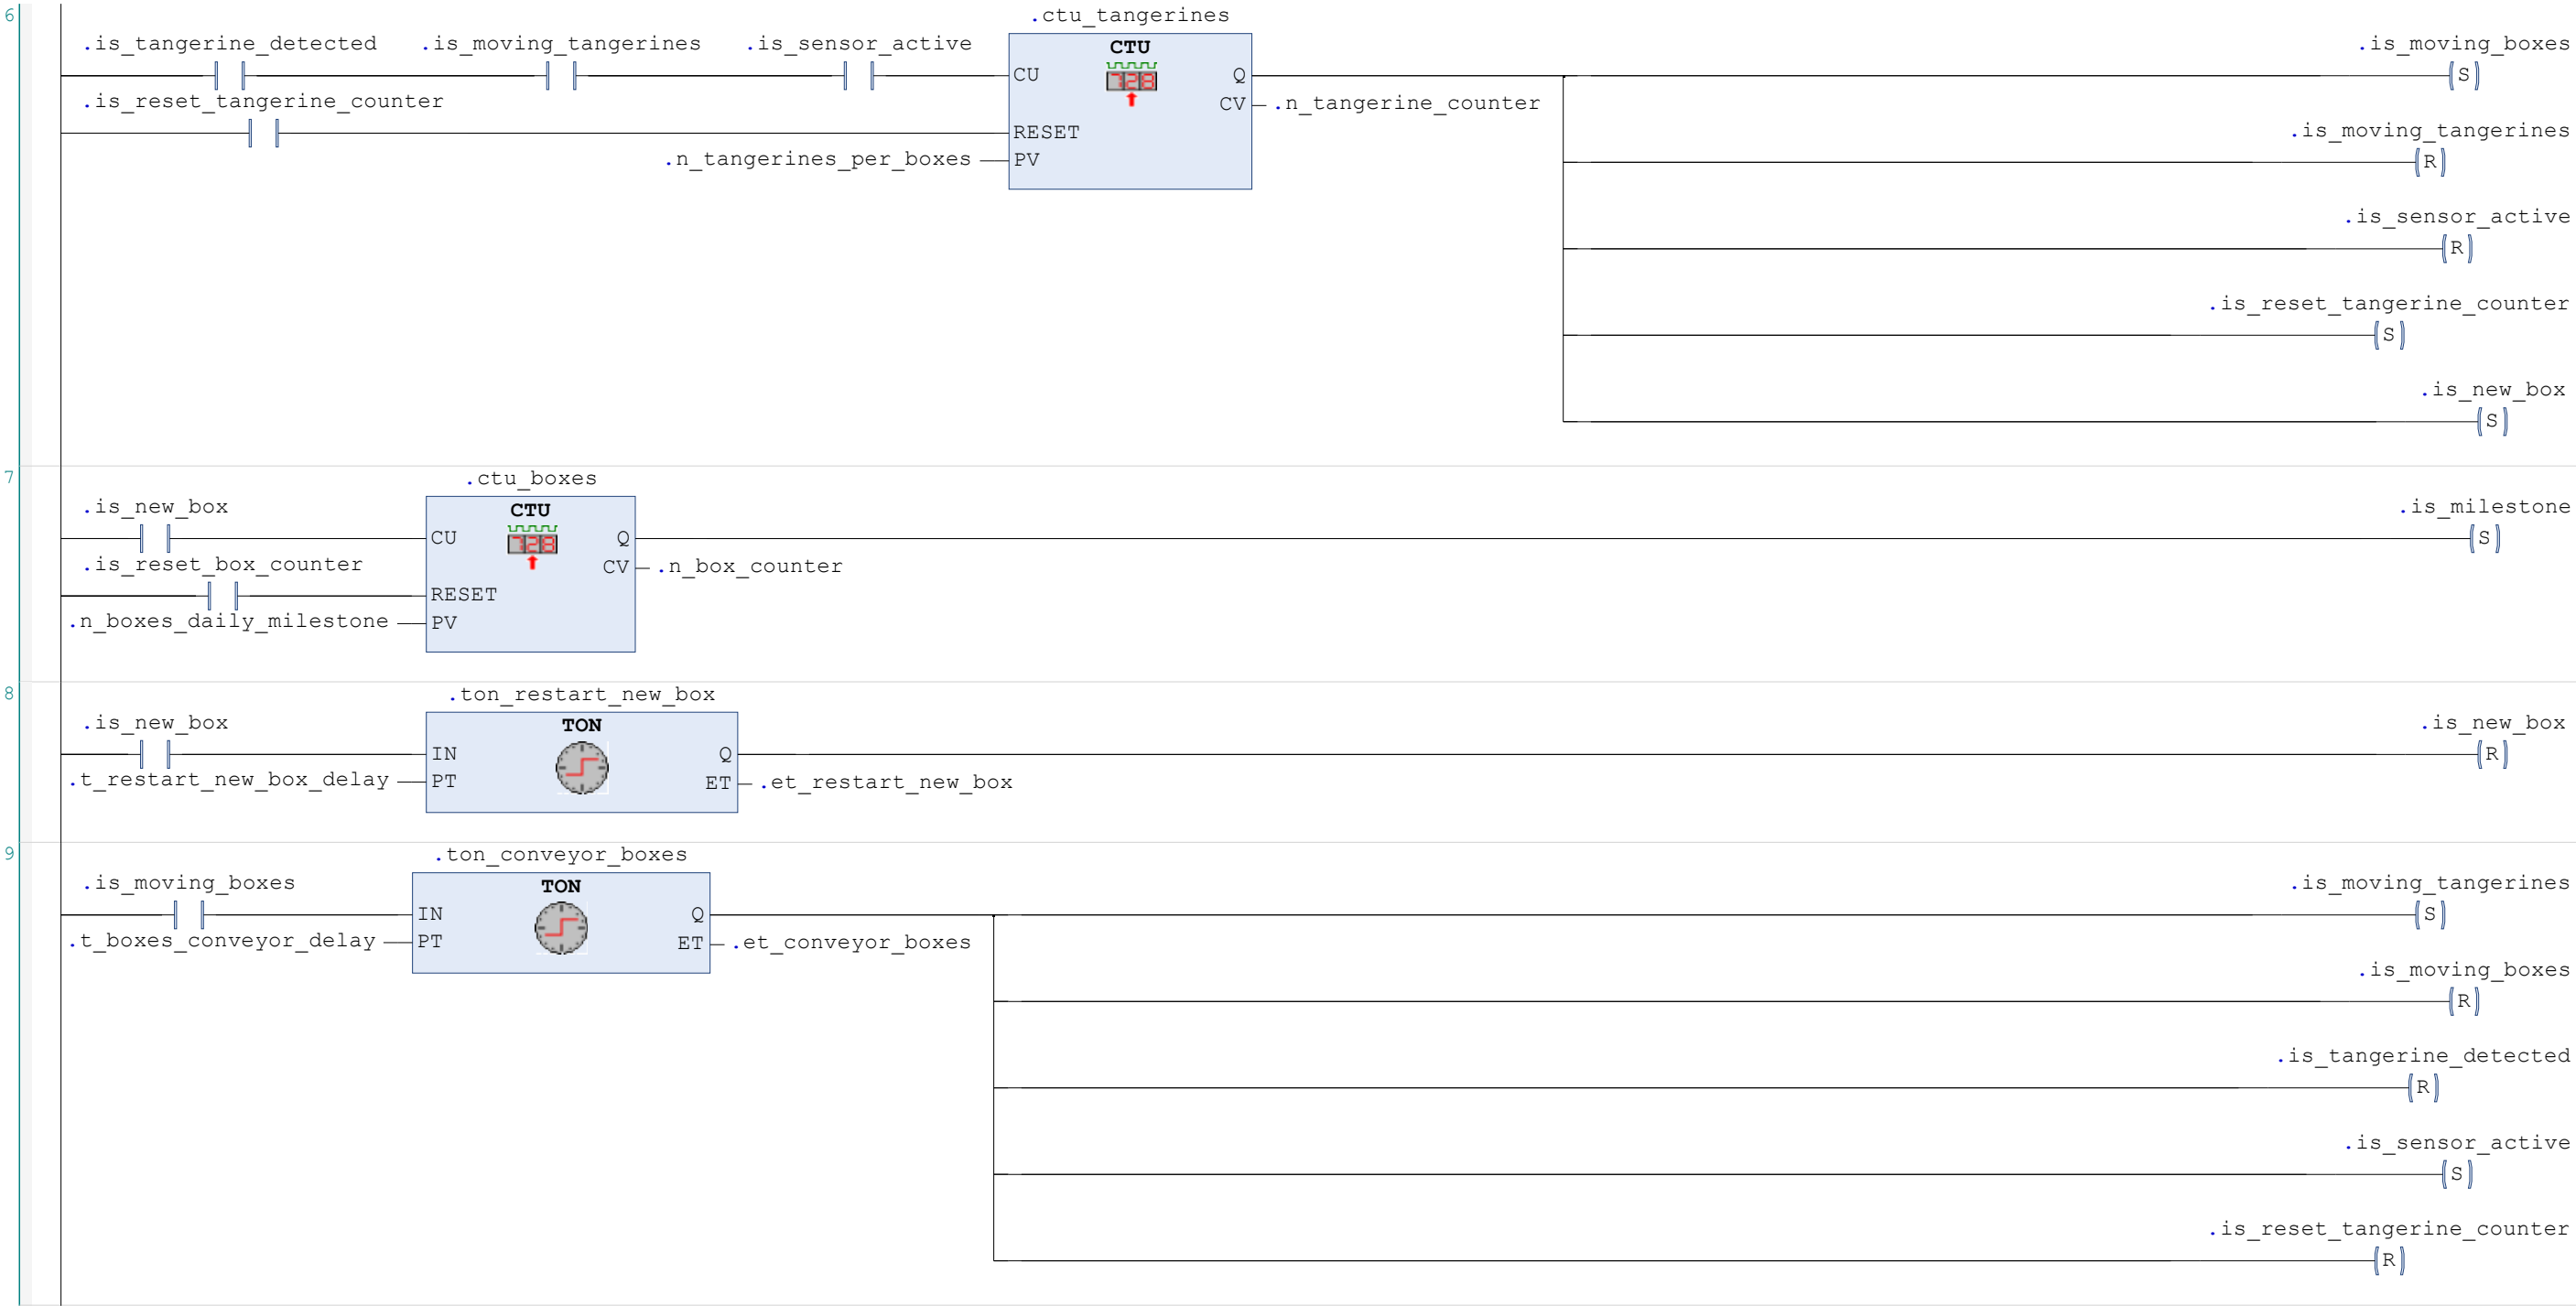 6
.ctu_tangerines
.is_tangerine_detected .is_moving_tangerines .is_sensor_active CTU .is_moving_boxes
728
CU Q S
.is_reset_tangerine_counter CV .n_tangerine_counter
RESET .is_moving_tangerines
.n_tangerines_per_boxes PV R
.is_sensor_active
R
.is_reset_tangerine_counter
S
.is_new_box
S
7
.ctu_boxes
.is_new_box CTU .is_milestone
728
CU Q S
.is_reset_box_counter CV .n_box_counter
RESET
.n_boxes_daily_milestone PV
8
.ton_restart_new_box
.is_new_box TON .is_new_box
IN Q R
.t_restart_new_box_delay PT ET .et_restart_new_box
9
.ton_conveyor_boxes
.is_moving_boxes TON .is_moving_tangerines
IN Q S
.t_boxes_conveyor_delay PT ET .et_conveyor_boxes
.is_moving_boxes
R
.is_tangerine_detected
R
.is_sensor_active
S
.is_reset_tangerine_counter
R